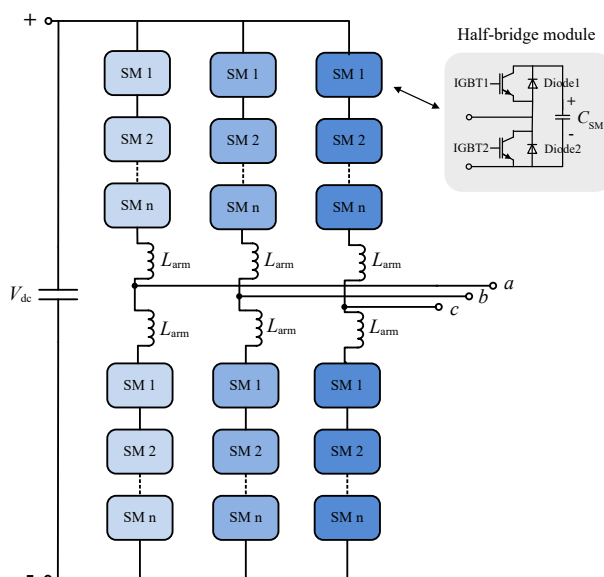 +
Half-bridge module
SM 1 SM 1 SM 1
IGBT1 Diode1
+
C_SM
-
IGBT2 Diode2
SM 2 SM 2 SM 2
SM n SM n SM n
L_arm L_arm L_arm
V_dc
a
b
c
L_arm L_arm L_arm
SM 1 SM 1 SM 1
SM 2 SM 2 SM 2
SM n SM n SM n
-